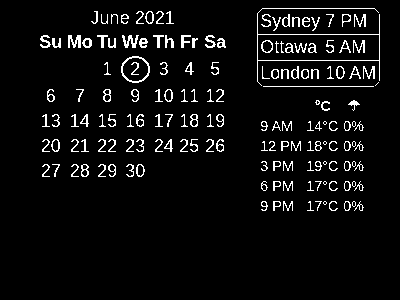 June 2021
Su Mo Tu We Th Fr Sa
1 2 3 4 5
6 7 8 9 10 11 12
13 14 15 16 17 18 19
20 21 22 23 24 25 26
27 28 29 30
Sydney 7 PM
Ottawa 5 AM
London 10 AM
°C
9 AM 14°C 0%
12 PM 18°C 0%
3 PM 19°C 0%
6 PM 17°C 0%
9 PM 17°C 0%